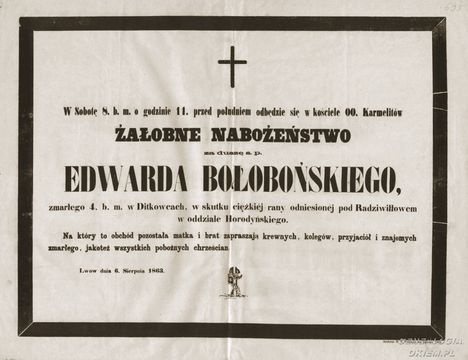 W Sobotę 8. b. m. o godzinie 11. przed południem odbędzie się w kościele OO. Karmelitów
ŻAŁOBNE NABOŻEŃSTWO
za duszę ś. p.
EDWARDA BOŁOBOŃSKIEGO,
zmarłego 4. b. m. w Ditkowcach, w skutku ciężkiej rany odniesionej pod Radziwiłłowem
w oddziale Horodyńskiego.
Na który to obchód pozostała matka i brat zapraszają krewnych, kolegów, przyjaciół i znajomych
zmarłego, jakoteż wszystkich pobożnych chrześcian.
Lwów dnia 6. Sierpnia 1863.
OKIEM.PL